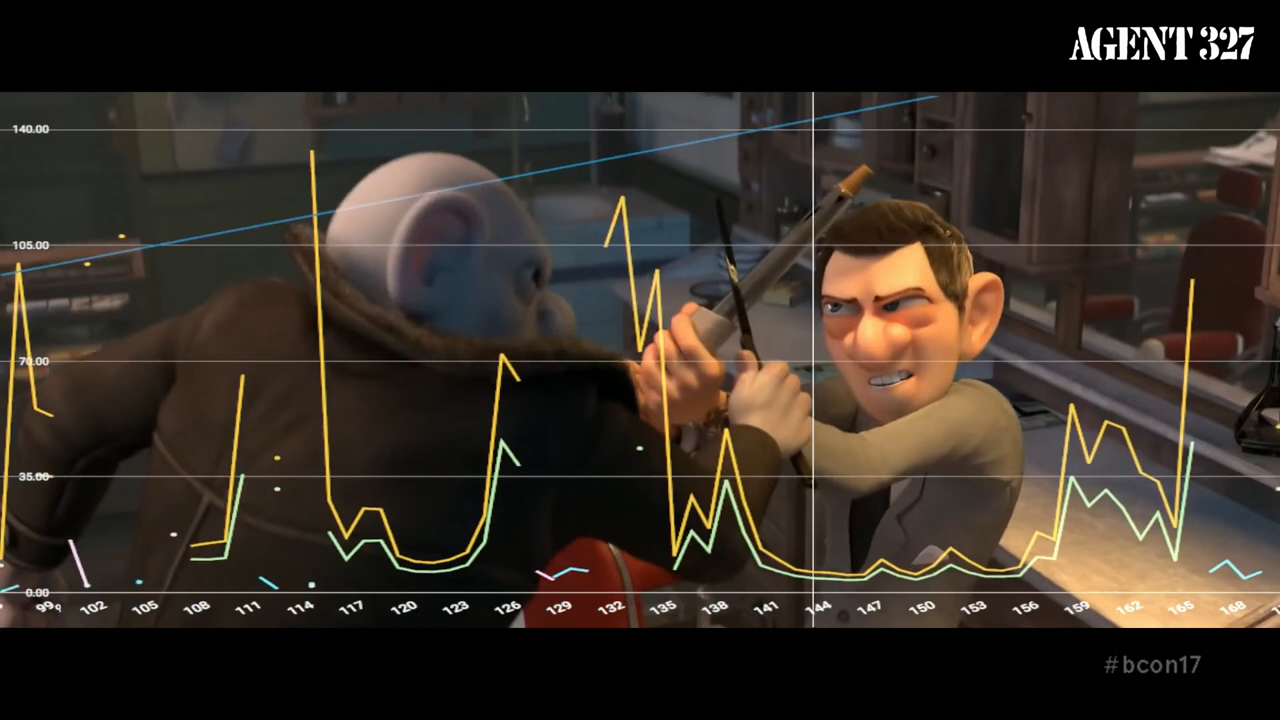 AGENT 327
140.00
105.00
70.00
35.00
0.00
99 102 105 108 111 114 117 120 123 126 129 132 135 138 141 144 147 150 153 156 159 162 165 168
#bcon17